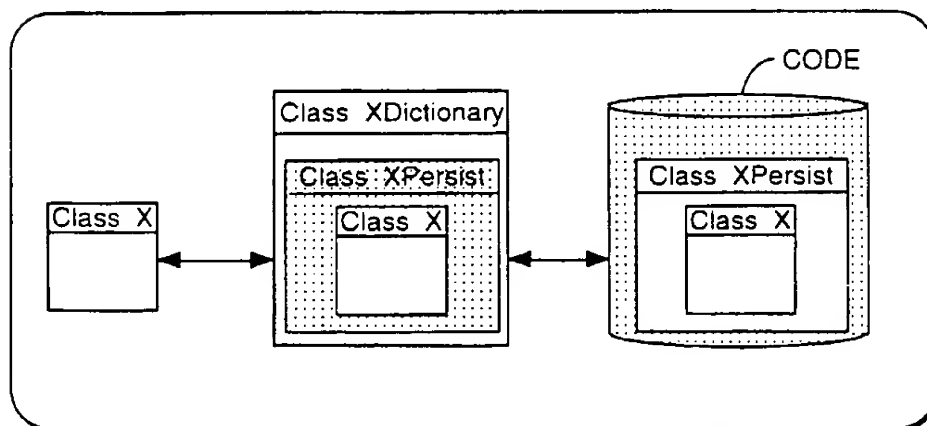 CODE
Class XDictionary
Class XPersist
Class XPersist
Class X
Class X
Class X